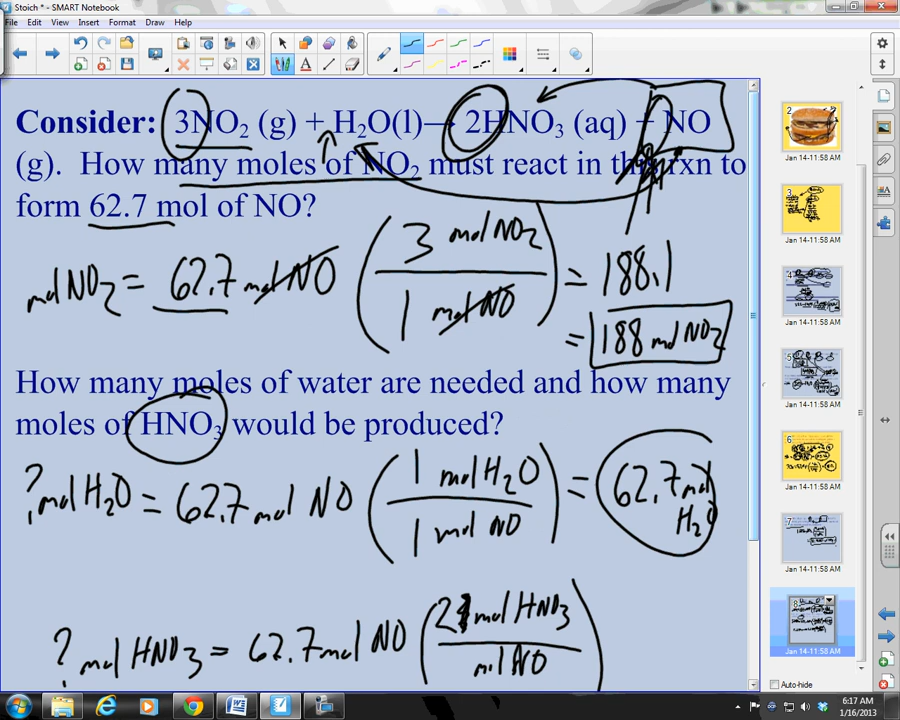 Stoich * - SMART Notebook
File Edit View Insert Format Draw Help
Consider: 3NO₂ (g) + H₂O(l)→ 2HNO₃ (aq) + NO
(g). How many moles of NO₂ must react in this rxn to
form 62.7 mol of NO?
mol NO₂ = 62.7 mol NO (3 mol NO₂ / 1 mol NO) = 188.1
= 188 mol NO₂
How many moles of water are needed and how many
moles of HNO₃ would be produced?
? mol H₂O = 62.7 mol NO (1 mol H₂O / 1 mol NO) = 62.7 mol H₂O
? mol HNO₃ = 62.7 mol NO (2 mol HNO₃ / mol NO)
2
Jan 14-11:58 AM
3
Jan 14-11:58 AM
4
Jan 14-11:58 AM
5
Jan 14-11:58 AM
6
Jan 14-11:58 AM
7
Jan 14-11:58 AM
8
Jan 14-11:58 AM
Auto-hide
6:17 AM
1/16/2013